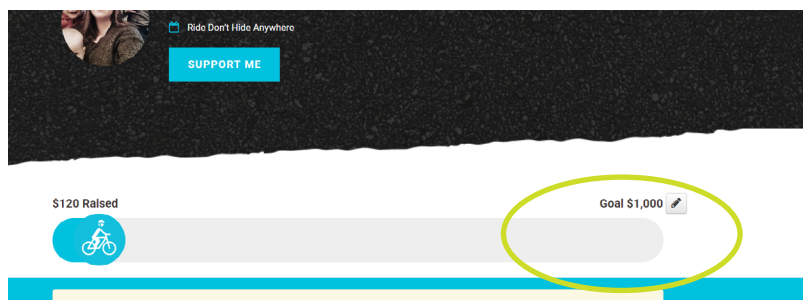 Ride Don't Hide Anywhere
SUPPORT ME
$120 Raised
Goal $1,000